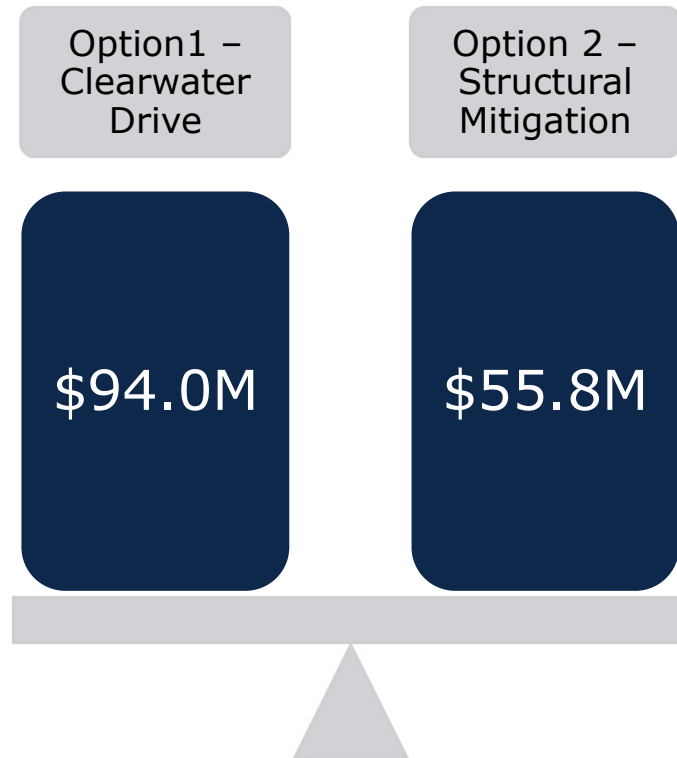 Option1 –
Clearwater
Drive
Option 2 –
Structural
Mitigation
$94.0M
$55.8M